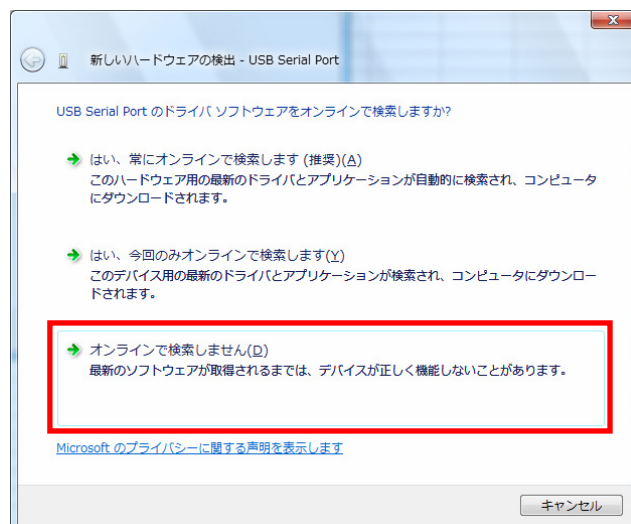 新しいハードウェアの検出 - USB Serial Port
USB Serial Port のドライバ ソフトウェアをオンラインで検索しますか?
はい、常にオンラインで検索します (推奨)(A)
このハードウェア用の最新のドライバとアプリケーションが自動的に検索され、コンピュータ
にダウンロードされます。
はい、今回のみオンラインで検索します(Y)
このデバイス用の最新のドライバとアプリケーションが検索され、コンピュータにダウンロー
ドされます。
オンラインで検索しません(D)
最新のソフトウェアが取得されるまでは、デバイスが正しく機能しないことがあります。
Microsoft のプライバシーに関する声明を表示します
キャンセル